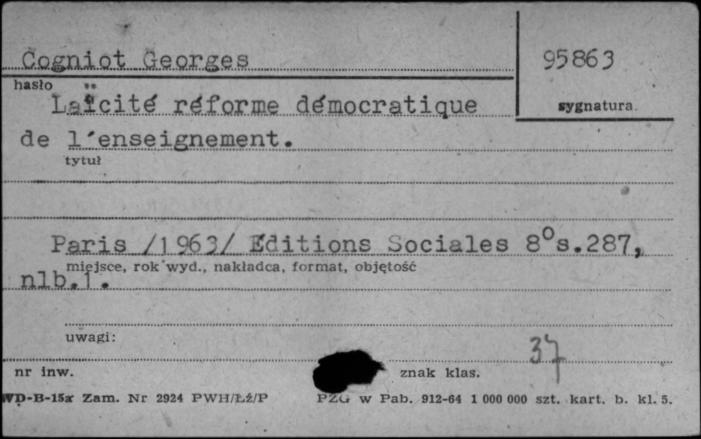 Cogniot Georges
95863
hasło
sygnatura
Laïcité réforme démocratique
de l'enseignement.
tytuł
Paris /1963/ Éditions Sociales 8° s.287,
miejsce, rok wyd., nakładca, format, objętość
nlb.1.
uwagi:
37
nr inw.
znak klas.
WD-B-15a Zam. Nr 2924 PWH/Łź/P
PZG w Pab. 912-64 1 000 000 szt. kart. b. kl. 5.